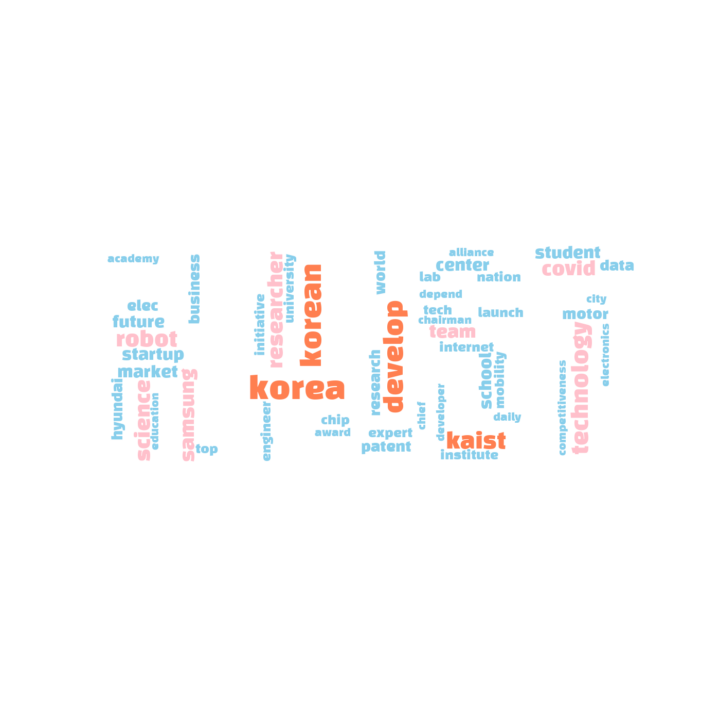 academy
business
elec
future
robot
startup
market
hyundai
science
education
samsung
top
researcher
university
initiative
korean
korea
engineer
chip
award
world
develop
research
expert
patent
chief
developer
alliance
center
lab
nation
depend
tech
chairman
launch
team
internet
school
mobility
daily
kaist
institute
student
covid
data
city
motor
technology
electronics
competitiveness